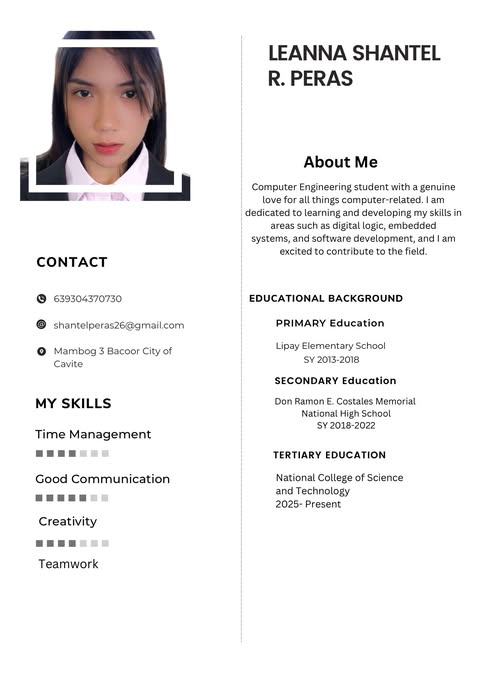 LEANNA SHANTEL
R. PERAS
About Me
Computer Engineering student with a genuine
love for all things computer-related. I am
dedicated to learning and developing my skills in
areas such as digital logic, embedded
systems, and software development, and I am
excited to contribute to the field.
CONTACT
639304370730
shantelperas26@gmail.com
Mambog 3 Bacoor City of
Cavite
MY SKILLS
Time Management
Good Communication
Creativity
Teamwork
EDUCATIONAL BACKGROUND
PRIMARY Education
Lipay Elementary School
SY 2013-2018
SECONDARY Education
Don Ramon E. Costales Memorial
National High School
SY 2018-2022
TERTIARY EDUCATION
National College of Science
and Technology
2025- Present